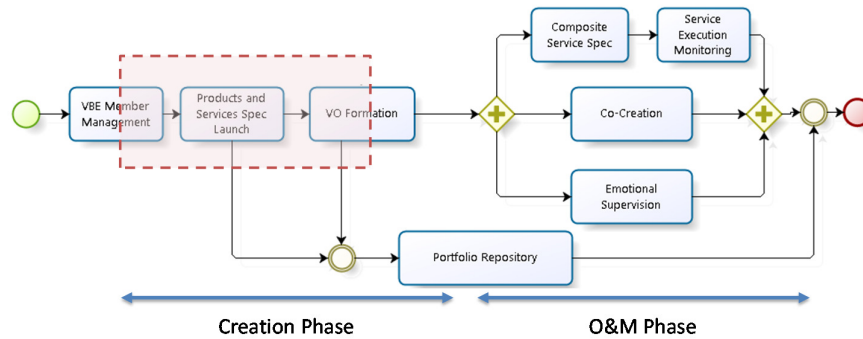 Composite
Service Spec
Service
Execution
Monitoring
VBE Member
Management
Products and
Services Spec
Launch
VO Formation
Co-Creation
Emotional
Supervision
Portfolio Repository
Creation Phase
O&M Phase